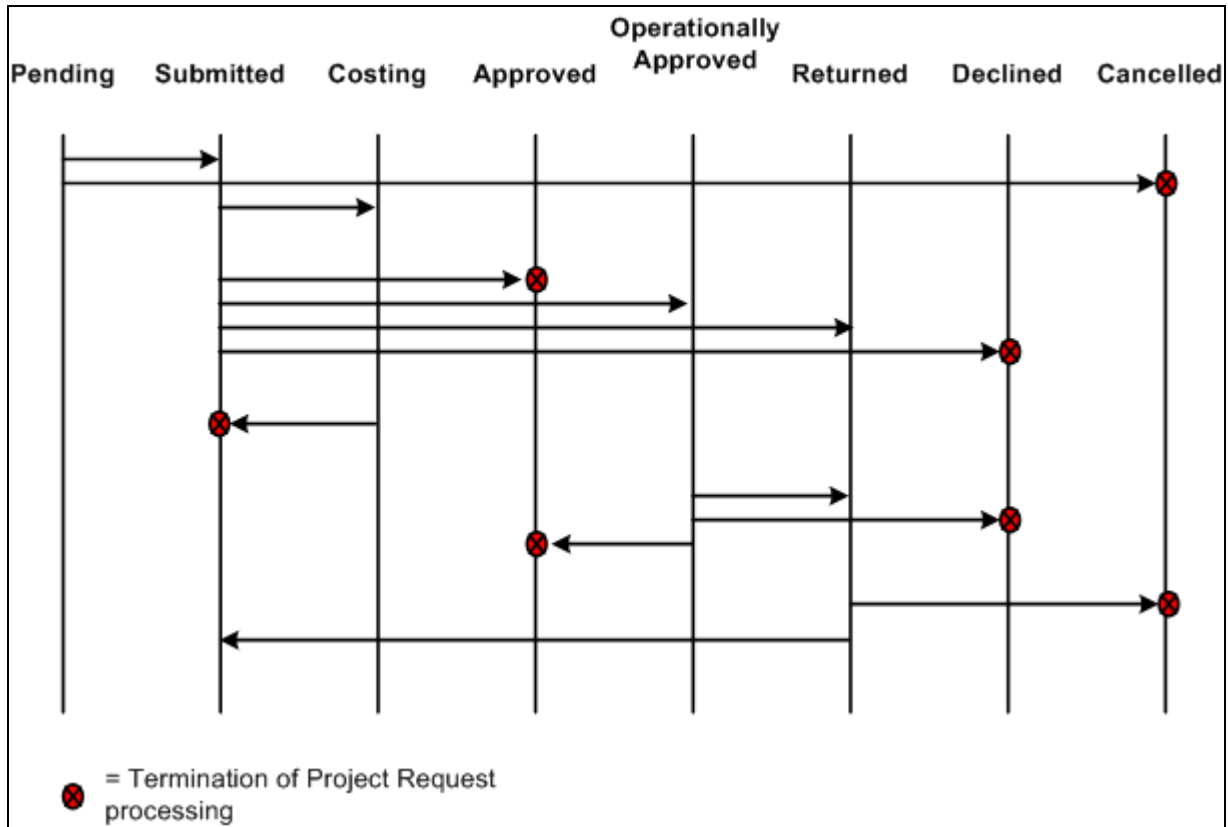 Operationally
Approved
Pending Submitted Costing Approved Returned Declined Cancelled
= Termination of Project Request
processing